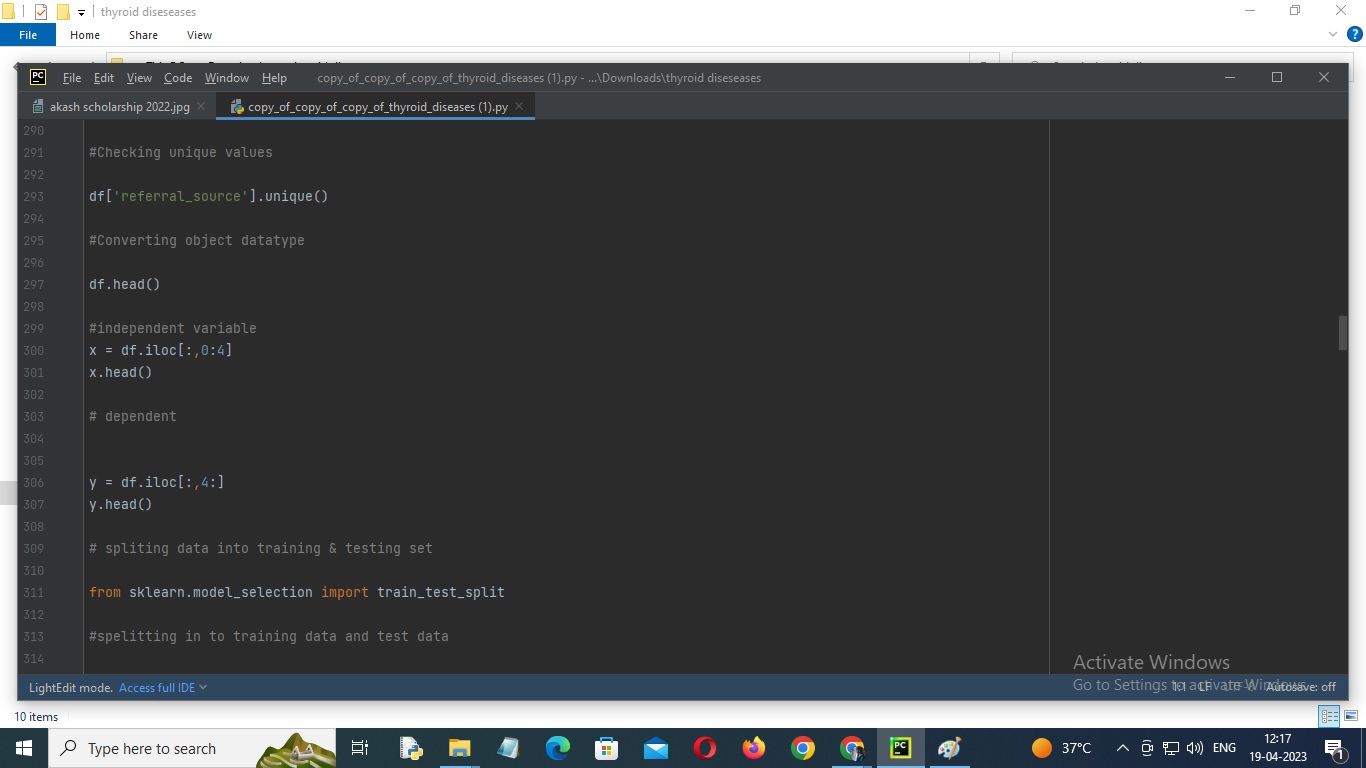 thyroid diseseases
File Home Share View
PC File Edit View Code Window Help copy_of_copy_of_copy_of_thyroid_diseases (1).py - ...\Downloads\thyroid diseseases
akash scholarship 2022.jpg copy_of_copy_of_copy_of_thyroid_diseases (1).py
290
291 #Checking unique values
292
293 df['referral_source'].unique()
294
295 #Converting object datatype
296
297 df.head()
298
299 #independent variable
300 x = df.iloc[:,0:4]
301 x.head()
302
303 # dependent
304
305
306 y = df.iloc[:,4:]
307 y.head()
308
309 # spliting data into training & testing set
310
311 from sklearn.model_selection import train_test_split
312
313 #spelitting in to training data and test data
314
Activate Windows
Go to Settings to activate Windows.
LightEdit mode. Access full IDE 1:1 LF UTF-8 Autosave: off
10 items
Type here to search PC 37°C ENG 12:17
19-04-2023 1